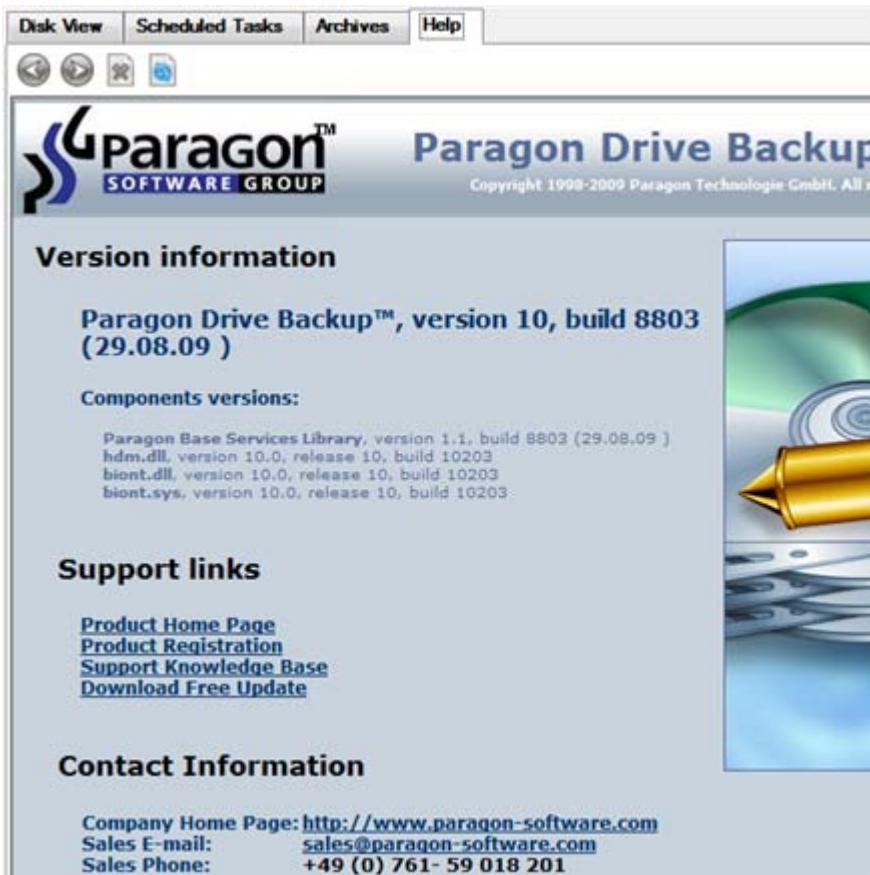 Disk View Scheduled Tasks Archives Help
Paragon™
SOFTWARE GROUP
Paragon Drive Backup
Copyright 1998-2009 Paragon Technologie GmbH. All
Version information
Paragon Drive Backup™, version 10, build 8803
(29.08.09 )
Components versions:
Paragon Base Services Library, version 1.1, build 8803 (29.08.09 )
hdm.dll, version 10.0, release 10, build 10203
biont.dll, version 10.0, release 10, build 10203
biont.sys, version 10.0, release 10, build 10203
Support links
Product Home Page
Product Registration
Support Knowledge Base
Download Free Update
Contact Information
Company Home Page: http://www.paragon-software.com
Sales E-mail: sales@paragon-software.com
Sales Phone: +49 (0) 761- 59 018 201